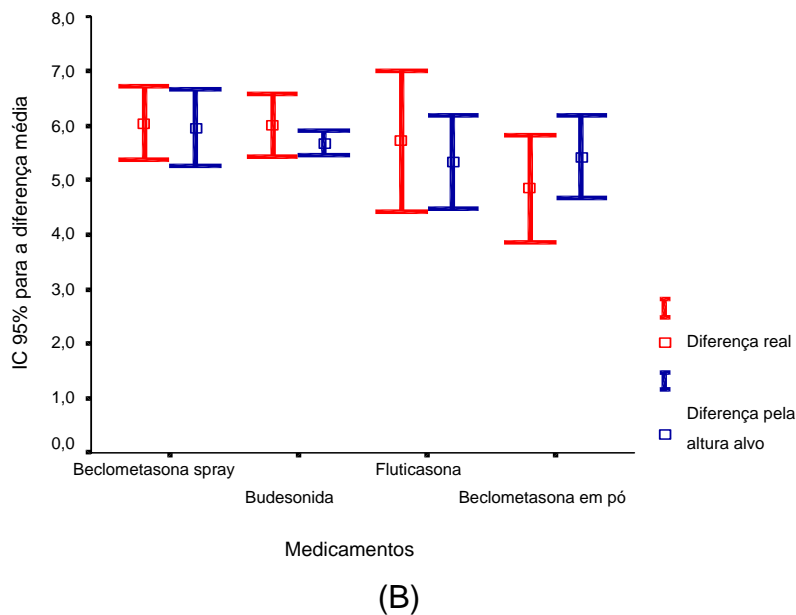 8,0
7,0
6,0
5,0
4,0
3,0
2,0
1,0
0,0
IC 95% para a diferença média
Beclometasona spray
Budesonida
Fluticasona
Beclometasona em pó
Medicamentos
Diferença real
Diferença pela
altura alvo
(B)